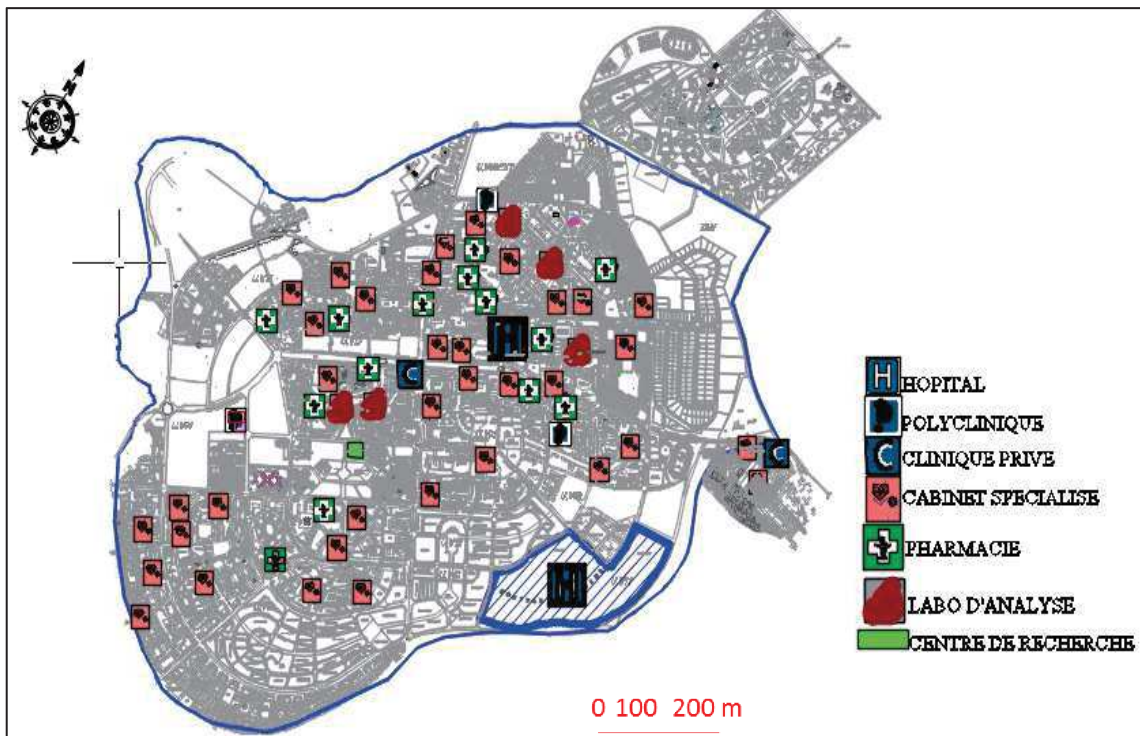 N
H
H
C
C
H HOPITAL
POLYCLINIQUE
C CLINIQUE PRIVE
CABINET SPECIALISE
PHARMACIE
LABO D'ANALYSE
CENTRE DE RECHERCHE
0 100 200 m